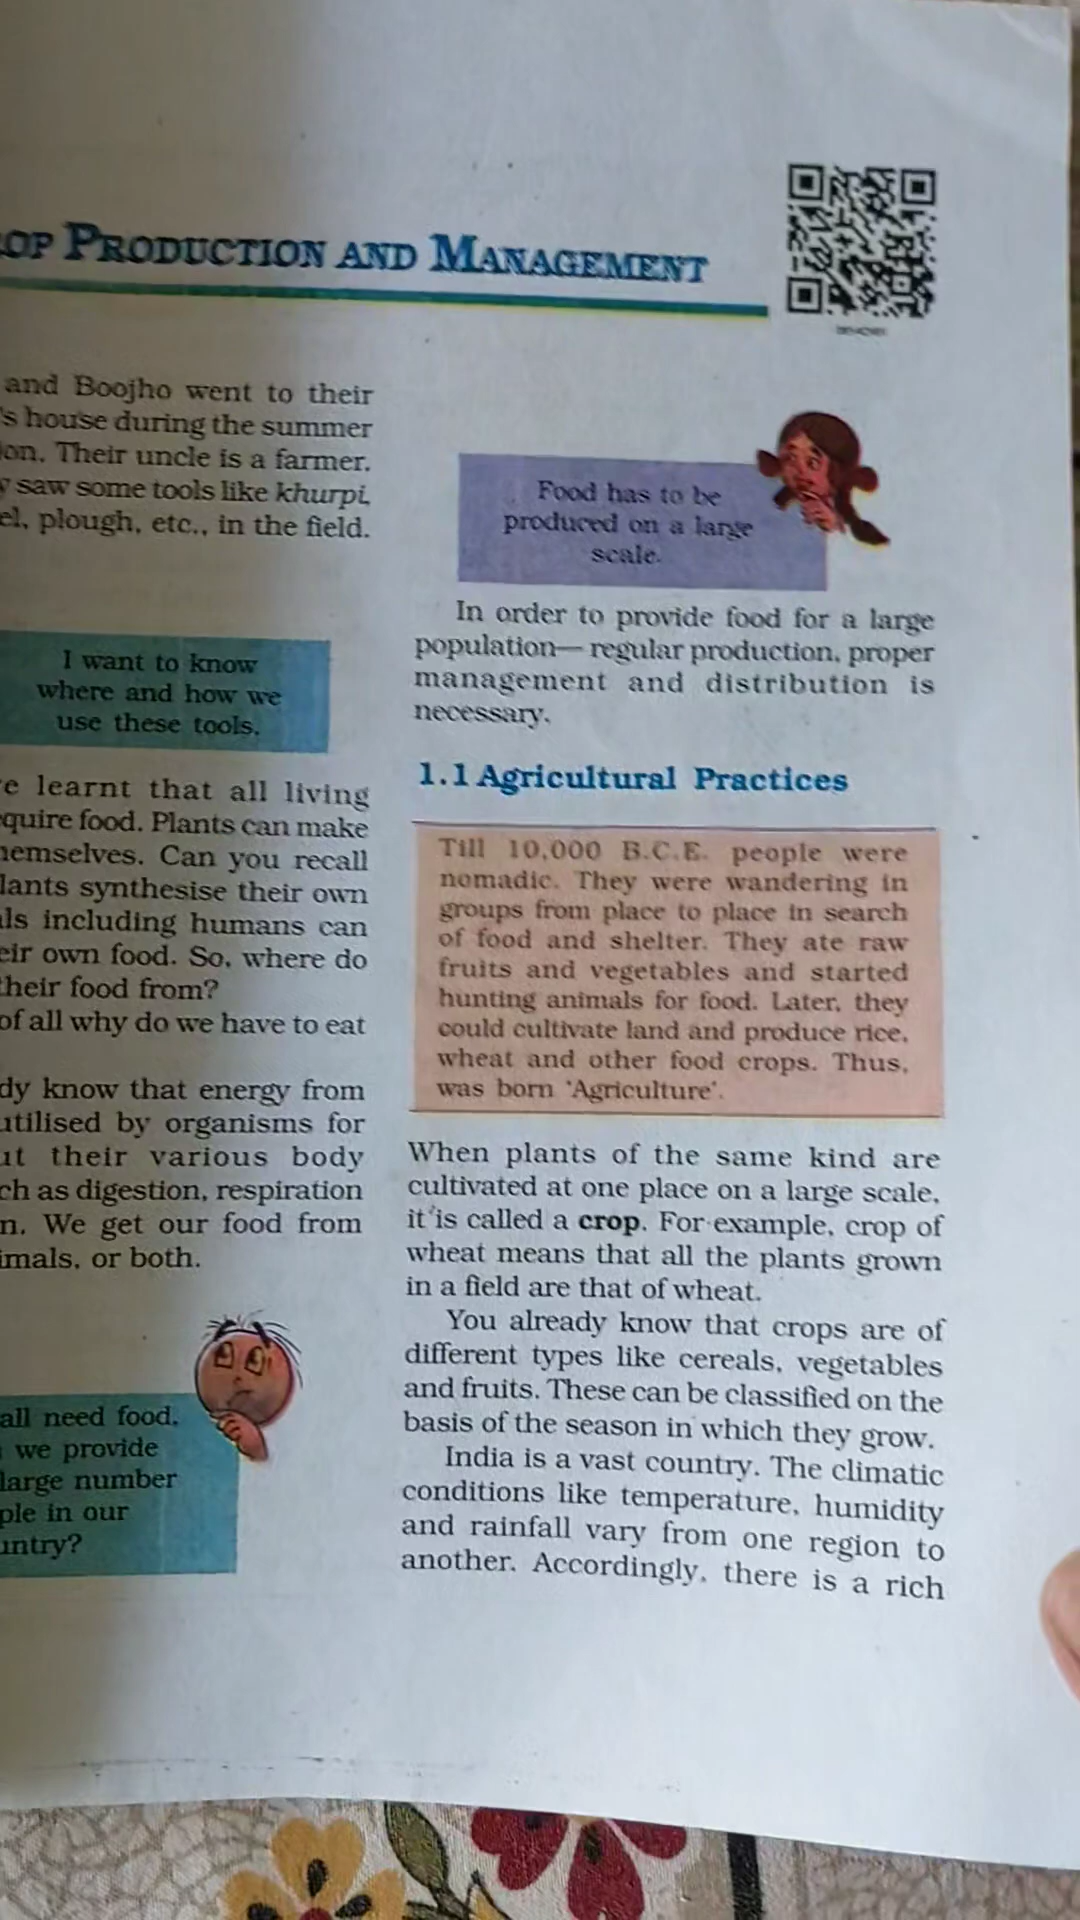 OP PRODUCTION AND MANAGEMENT
and Boojho went to their
's house during the summer
ion. Their uncle is a farmer.
y saw some tools like khurpi,
el, plough, etc., in the field.
I want to know
where and how we
use these tools.
e learnt that all living
equire food. Plants can make
hemselves. Can you recall
lants synthesise their own
als including humans can
eir own food. So, where do
their food from?
of all why do we have to eat
dy know that energy from
utilised by organisms for
ut their various body
ch as digestion, respiration
n. We get our food from
imals, or both.
all need food,
we provide
large number
ple in our
untry?
Food has to be
produced on a large
scale.
In order to provide food for a large
population— regular production, proper
management and distribution is
necessary.
1.1 Agricultural Practices
Till 10,000 B.C.E. people were
nomadic. They were wandering in
groups from place to place in search
of food and shelter. They ate raw
fruits and vegetables and started
hunting animals for food. Later, they
could cultivate land and produce rice,
wheat and other food crops. Thus,
was born 'Agriculture'.
When plants of the same kind are
cultivated at one place on a large scale,
it is called a crop. For example, crop of
wheat means that all the plants grown
in a field are that of wheat.
You already know that crops are of
different types like cereals, vegetables
and fruits. These can be classified on the
basis of the season in which they grow.
India is a vast country. The climatic
conditions like temperature, humidity
and rainfall vary from one region to
another. Accordingly, there is a rich